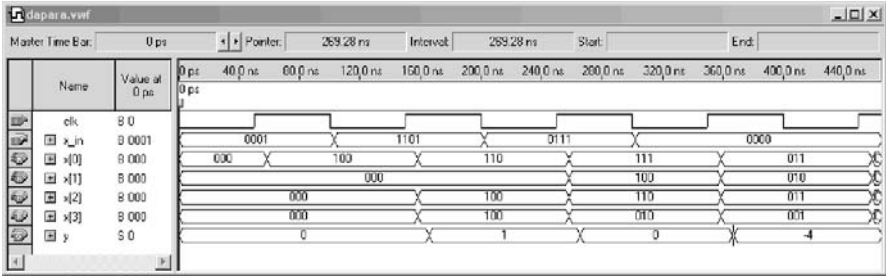 dapara.vwf
Master Time Bar: 0 ps Pointer: 269.28 ns Interval: 269.28 ns Start: End:
Name Value at 0 ps 0 ps 40.0 ns 80.0 ns 120.0 ns 160.0 ns 200.0 ns 240.0 ns 280.0 ns 320.0 ns 360.0 ns 400.0 ns 440.0 ns
0 ps
clk B 0
x_in B 0001 0001 1101 0111 0000
x[0] B 000 000 100 110 111 011
x[1] B 000 000 100 010
x[2] B 000 000 100 110 011
x[3] B 000 000 100 010 001
y S 0 0 1 0 -4